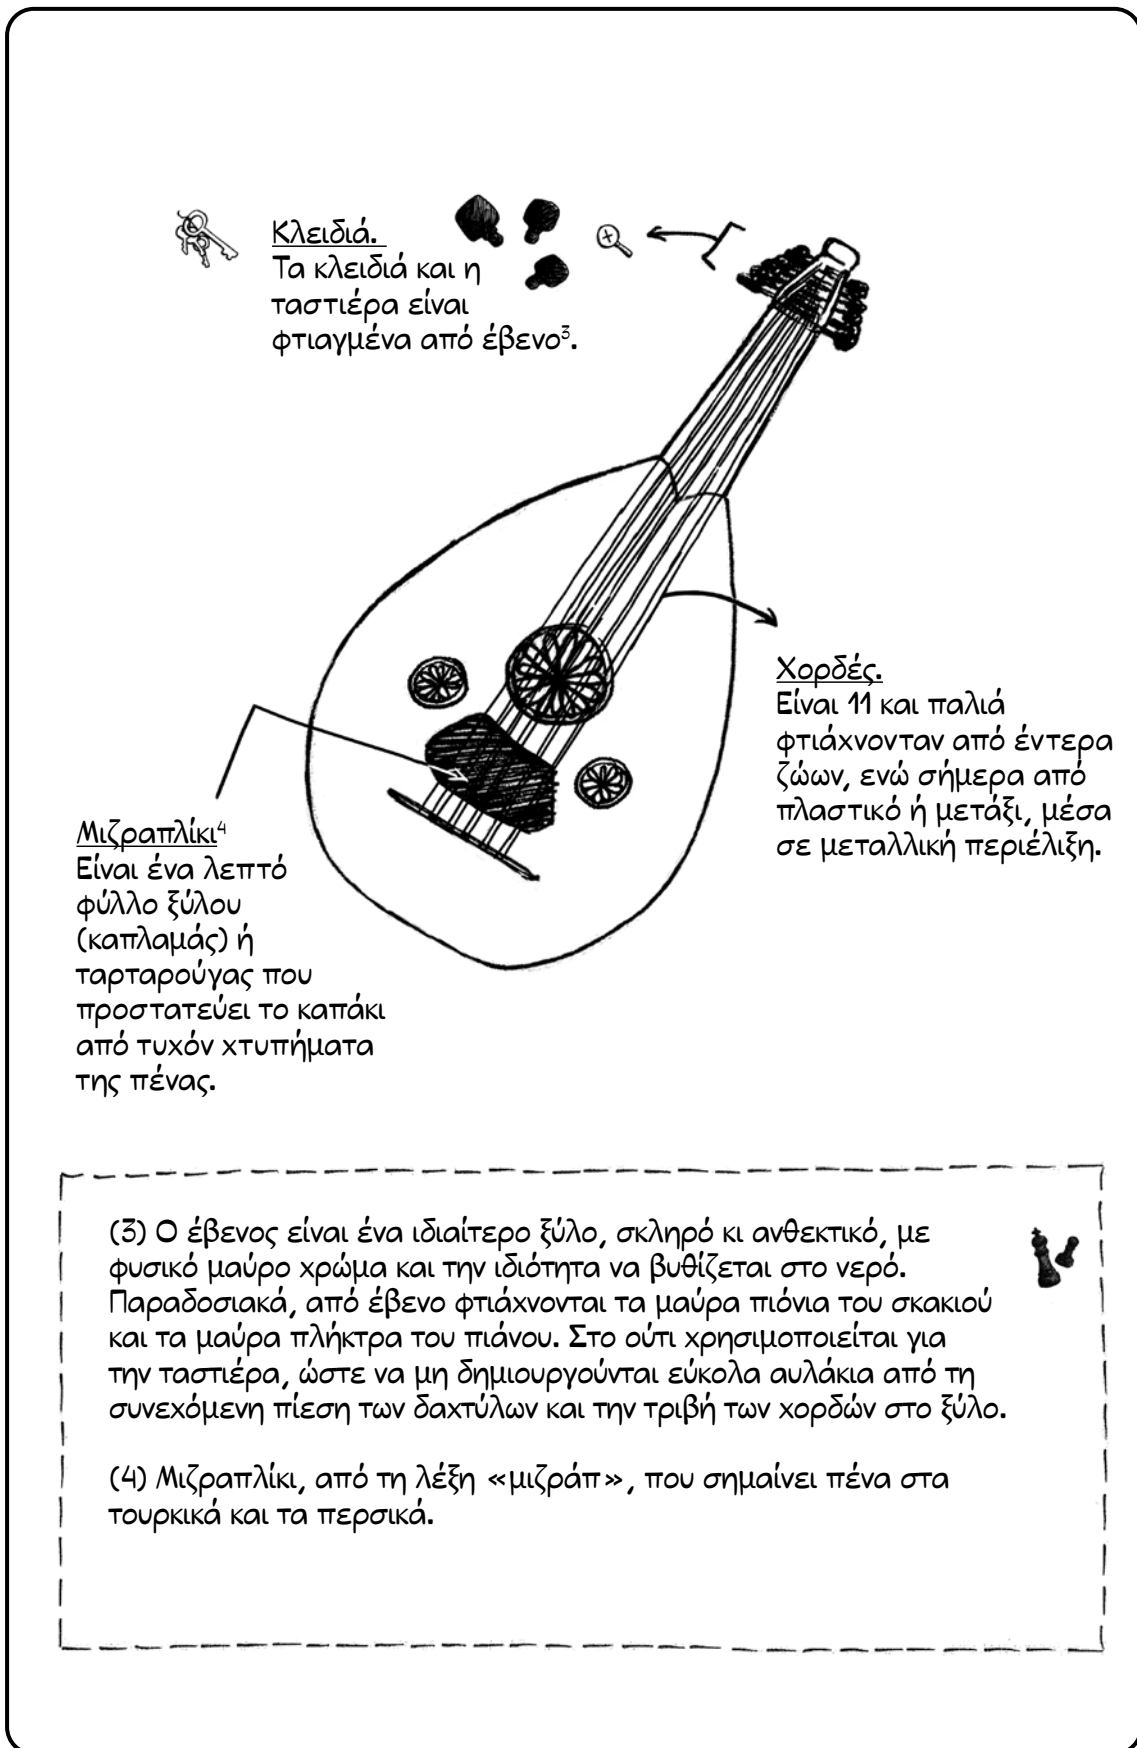 Κλειδιά.
Τα κλειδιά και η
ταστιέρα είναι
φτιαγμένα από έβενο³.
Χορδές.
Είναι 11 και παλιά
φτιάχνονταν από έντερα
ζώων, ενώ σήμερα από
πλαστικό ή μετάξι, μέσα
σε μεταλλική περιέλιξη.
Μιζραπλίκι⁴
Είναι ένα λεπτό
φύλλο ξύλου
(καπλαμάς) ή
ταρταρούγας που
προστατεύει το καπάκι
από τυχόν χτυπήματα
της πένας.
(3) Ο έβενος είναι ένα ιδιαίτερο ξύλο, σκληρό κι ανθεκτικό, με
φυσικό μαύρο χρώμα και την ιδιότητα να βυθίζεται στο νερό.
Παραδοσιακά, από έβενο φτιάχνονται τα μαύρα πιόνια του σκακιού
και τα μαύρα πλήκτρα του πιάνου. Στο ούτι χρησιμοποιείται για
την ταστιέρα, ώστε να μη δημιουργούνται εύκολα αυλάκια από τη
συνεχόμενη πίεση των δαχτύλων και την τριβή των χορδών στο ξύλο.
(4) Μιζραπλίκι, από τη λέξη «μιζράπ», που σημαίνει πένα στα
τουρκικά και τα περσικά.